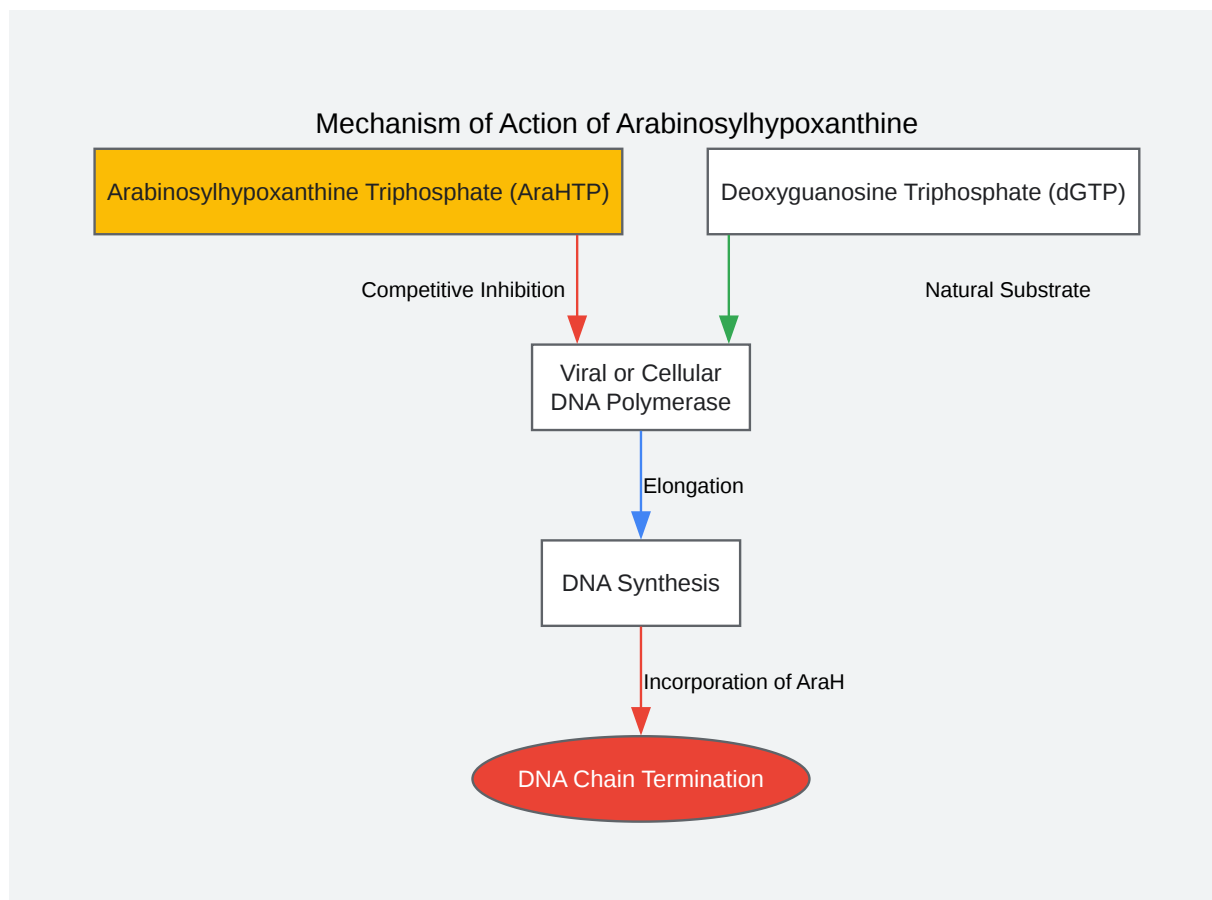 Mechanism of Action of Arabinosylhypoxanthine
Arabinosylhypoxanthine Triphosphate (AraHTP)
Deoxyguanosine Triphosphate (dGTP)
Competitive Inhibition
Natural Substrate
Viral or Cellular
DNA Polymerase
Elongation
DNA Synthesis
Incorporation of AraH
DNA Chain Termination